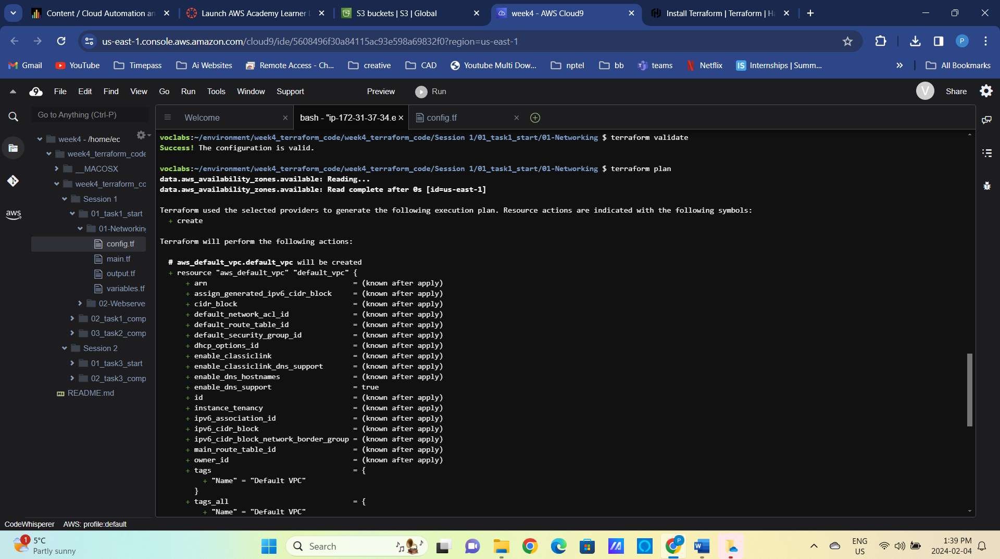 Content / Cloud Automation an
Launch AWS Academy Learner L
S3 buckets | S3 | Global
week4 - AWS Cloud9
Install Terraform | Terraform | Ha
us-east-1.console.aws.amazon.com/cloud9/ide/5608496f30a84115ac93e598a69832f0?region=us-east-1
P
Gmail
YouTube
Timepass
Ai Websites
Remote Access - Ch...
creative
CAD
Youtube Multi Dow...
nptel
bb
teams
Netflix
IS Internships | Summ...
All Bookmarks
9
File
Edit
Find
View
Go
Run
Tools
Window
Support
Preview
Run
V
Share
Go to Anything (Ctrl-P)
Welcome
bash - "ip-172-31-37-34.e
config.tf
week4 - /home/ec
week4_terraform_code
__MACOSX
week4_terraform_co
Session 1
01_task1_start
01-Networking
config.tf
main.tf
output.tf
variables.tf
02-Webserve
02_task1_comp
03_task2_comp
Session 2
01_task3_start
02_task3_comp
README.md
aws
voclabs:~/environment/week4_terraform_code/week4_terraform_code/Session 1/01_task1_start/01-Networking $ terraform validate
Success! The configuration is valid.
voclabs:~/environment/week4_terraform_code/week4_terraform_code/Session 1/01_task1_start/01-Networking $ terraform plan
data.aws_availability_zones.available: Reading...
data.aws_availability_zones.available: Read complete after 0s [id=us-east-1]
Terraform used the selected providers to generate the following execution plan. Resource actions are indicated with the following symbols:
+ create
Terraform will perform the following actions:
# aws_default_vpc.default_vpc will be created
+ resource "aws_default_vpc" "default_vpc" {
+ arn = (known after apply)
+ assign_generated_ipv6_cidr_block = (known after apply)
+ cidr_block = (known after apply)
+ default_network_acl_id = (known after apply)
+ default_route_table_id = (known after apply)
+ default_security_group_id = (known after apply)
+ dhcp_options_id = (known after apply)
+ enable_classiclink = (known after apply)
+ enable_classiclink_dns_support = (known after apply)
+ enable_dns_hostnames = (known after apply)
+ enable_dns_support = true
+ id = (known after apply)
+ instance_tenancy = (known after apply)
+ ipv6_association_id = (known after apply)
+ ipv6_cidr_block = (known after apply)
+ ipv6_cidr_block_network_border_group = (known after apply)
+ main_route_table_id = (known after apply)
+ owner_id = (known after apply)
+ tags = {
+ "Name" = "Default VPC"
}
+ tags_all = {
+ "Name" = "Default VPC"
CodeWhisperer
AWS: profile:default
1
5°C
Partly sunny
Search
P
W
ENG
US
1:39 PM
2024-02-04